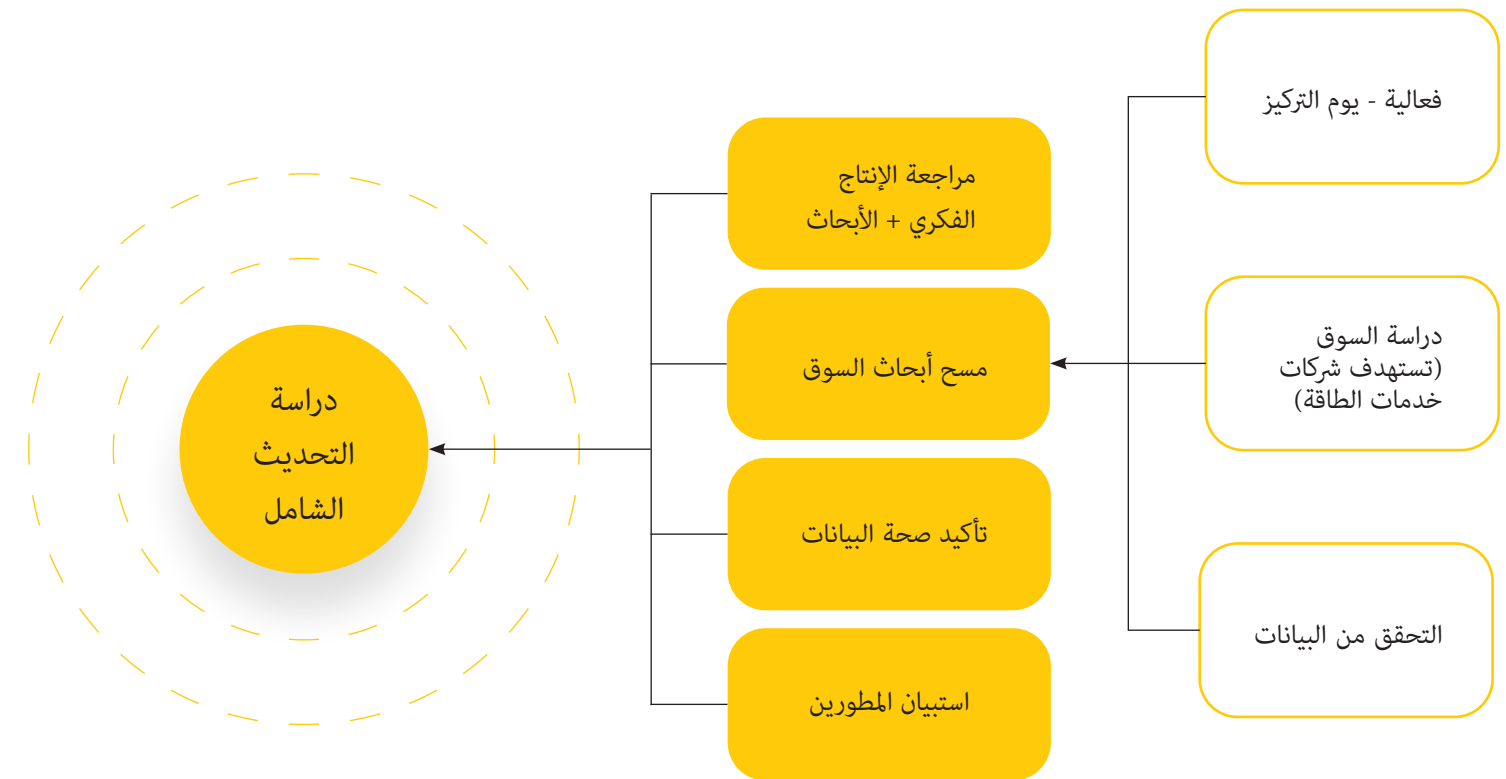 فعالية - يوم التركيز
دراسة السوق
(تستهدف شركات
خدمات الطاقة)
التحقق من البيانات
مراجعة الإنتاج
الفكري + الأبحاث
مسح أبحاث السوق
تأكيد صحة البيانات
استبيان المطورين
دراسة
التحديث
الشامل